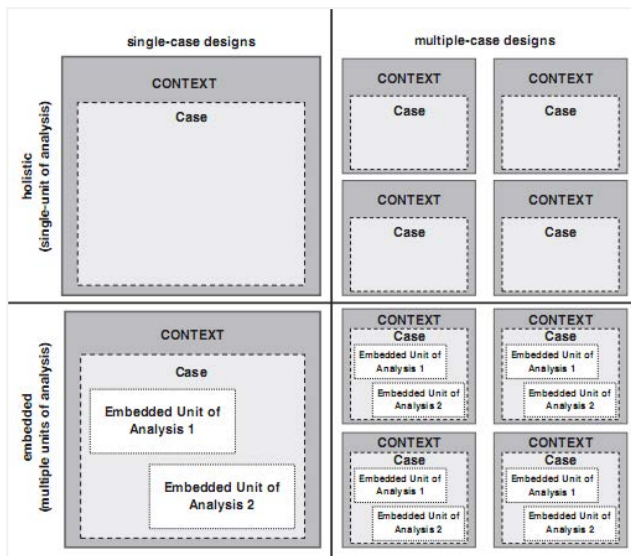 single-case designs
multiple-case designs
holistic
(single-unit of analysis)
CONTEXT
Case
CONTEXT
Case
CONTEXT
Case
CONTEXT
Case
CONTEXT
Case
embedded
(multiple units of analysis)
CONTEXT
Case
Embedded Unit of
Analysis 1
Embedded Unit of
Analysis 2
CONTEXT
Case
Embedded Unit of
Analysis 1
Embedded Unit of
Analysis 2
CONTEXT
Case
Embedded Unit of
Analysis 1
Embedded Unit of
Analysis 2
CONTEXT
Case
Embedded Unit of
Analysis 1
Embedded Unit of
Analysis 2
CONTEXT
Case
Embedded Unit of
Analysis 1
Embedded Unit of
Analysis 2